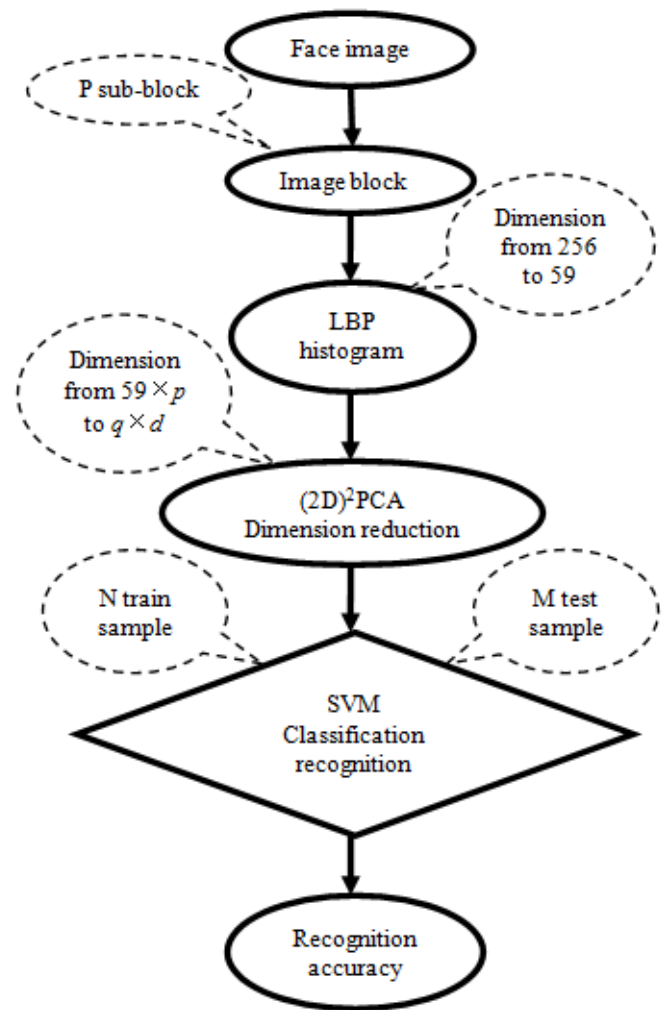 Face image
P sub-block
Image block
Dimension
from 256
to 59
LBP
histogram
Dimension
from 59 × p
to q × d
(2D)²PCA
Dimension reduction
N train
sample
M test
sample
SVM
Classification
recognition
Recognition
accuracy